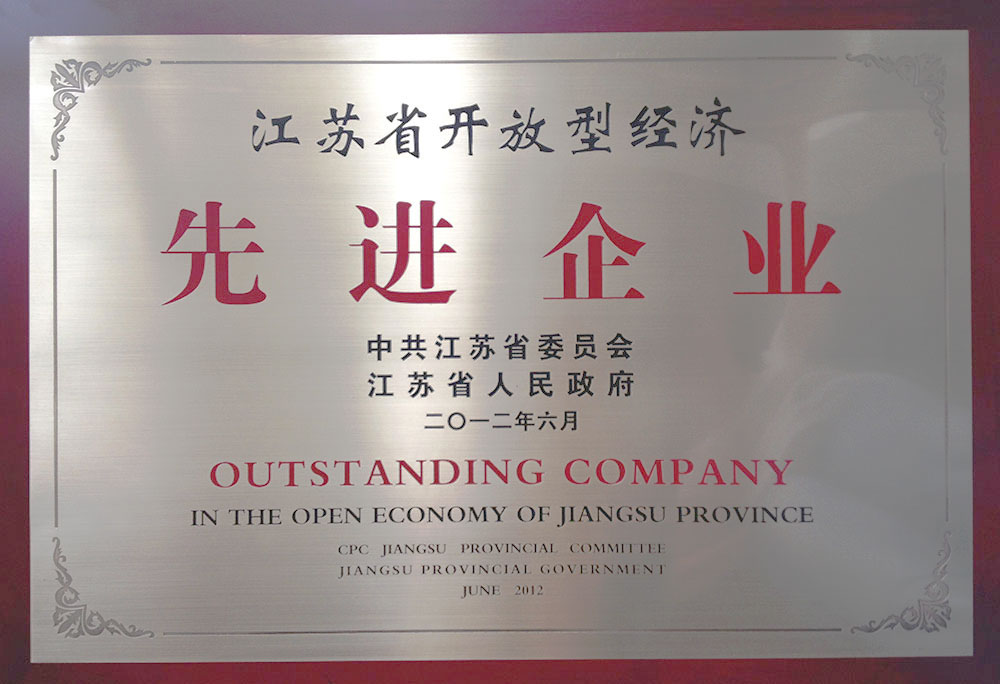 江苏省开放型经济
先进企业
中共江苏省委员会
江苏省人民政府
二〇一二年六月
OUTSTANDING COMPANY
IN THE OPEN ECONOMY OF JIANGSU PROVINCE
CPC JIANGSU PROVINCIAL COMMITTEE
JIANGSU PROVINCIAL GOVERNMENT
JUNE 2012